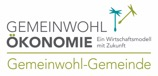 GEMEINWOHL
ÖKONOMIE Ein Wirtschaftsmodell
mit Zukunft
Gemeinwohl-Gemeinde